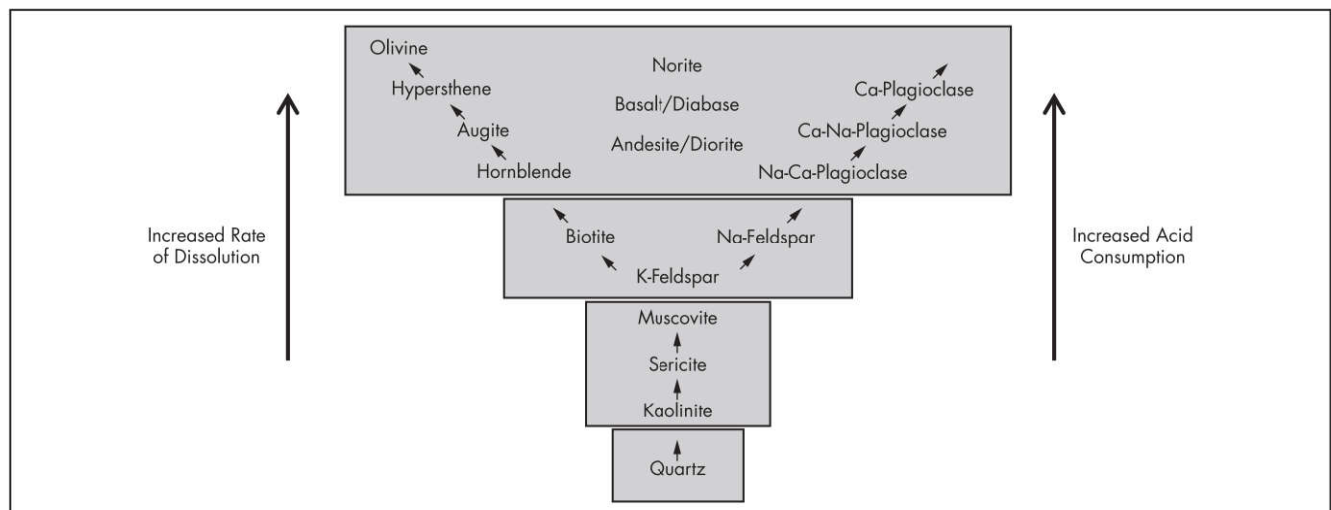 Olivine
Norite
Hypersthene
Ca-Plagioclase
Basalt/Diabase
Augite
Ca-Na-Plagioclase
Andesite/Diorite
Hornblende
Na-Ca-Plagioclase
Increased Rate
of Dissolution
Biotite
Na-Feldspar
Increased Acid
Consumption
K-Feldspar
Muscovite
Sericite
Kaolinite
Quartz